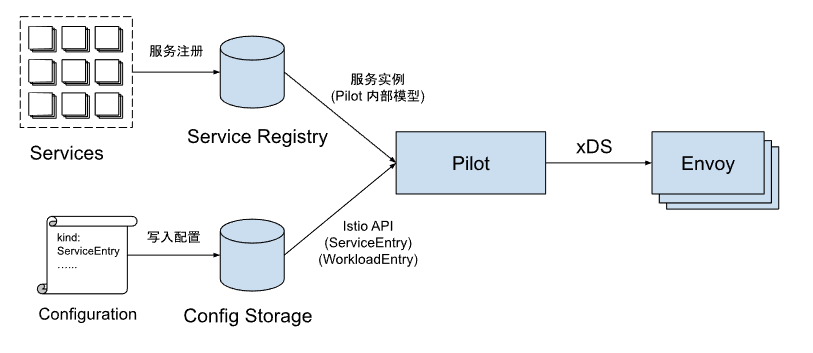 服务注册
Services
Service Registry
服务实例
(Pilot 内部模型)
Pilot
xDS
Envoy
kind:
ServiceEntry
......
Configuration
写入配置
Config Storage
Istio API
(ServiceEntry)
(WorkloadEntry)